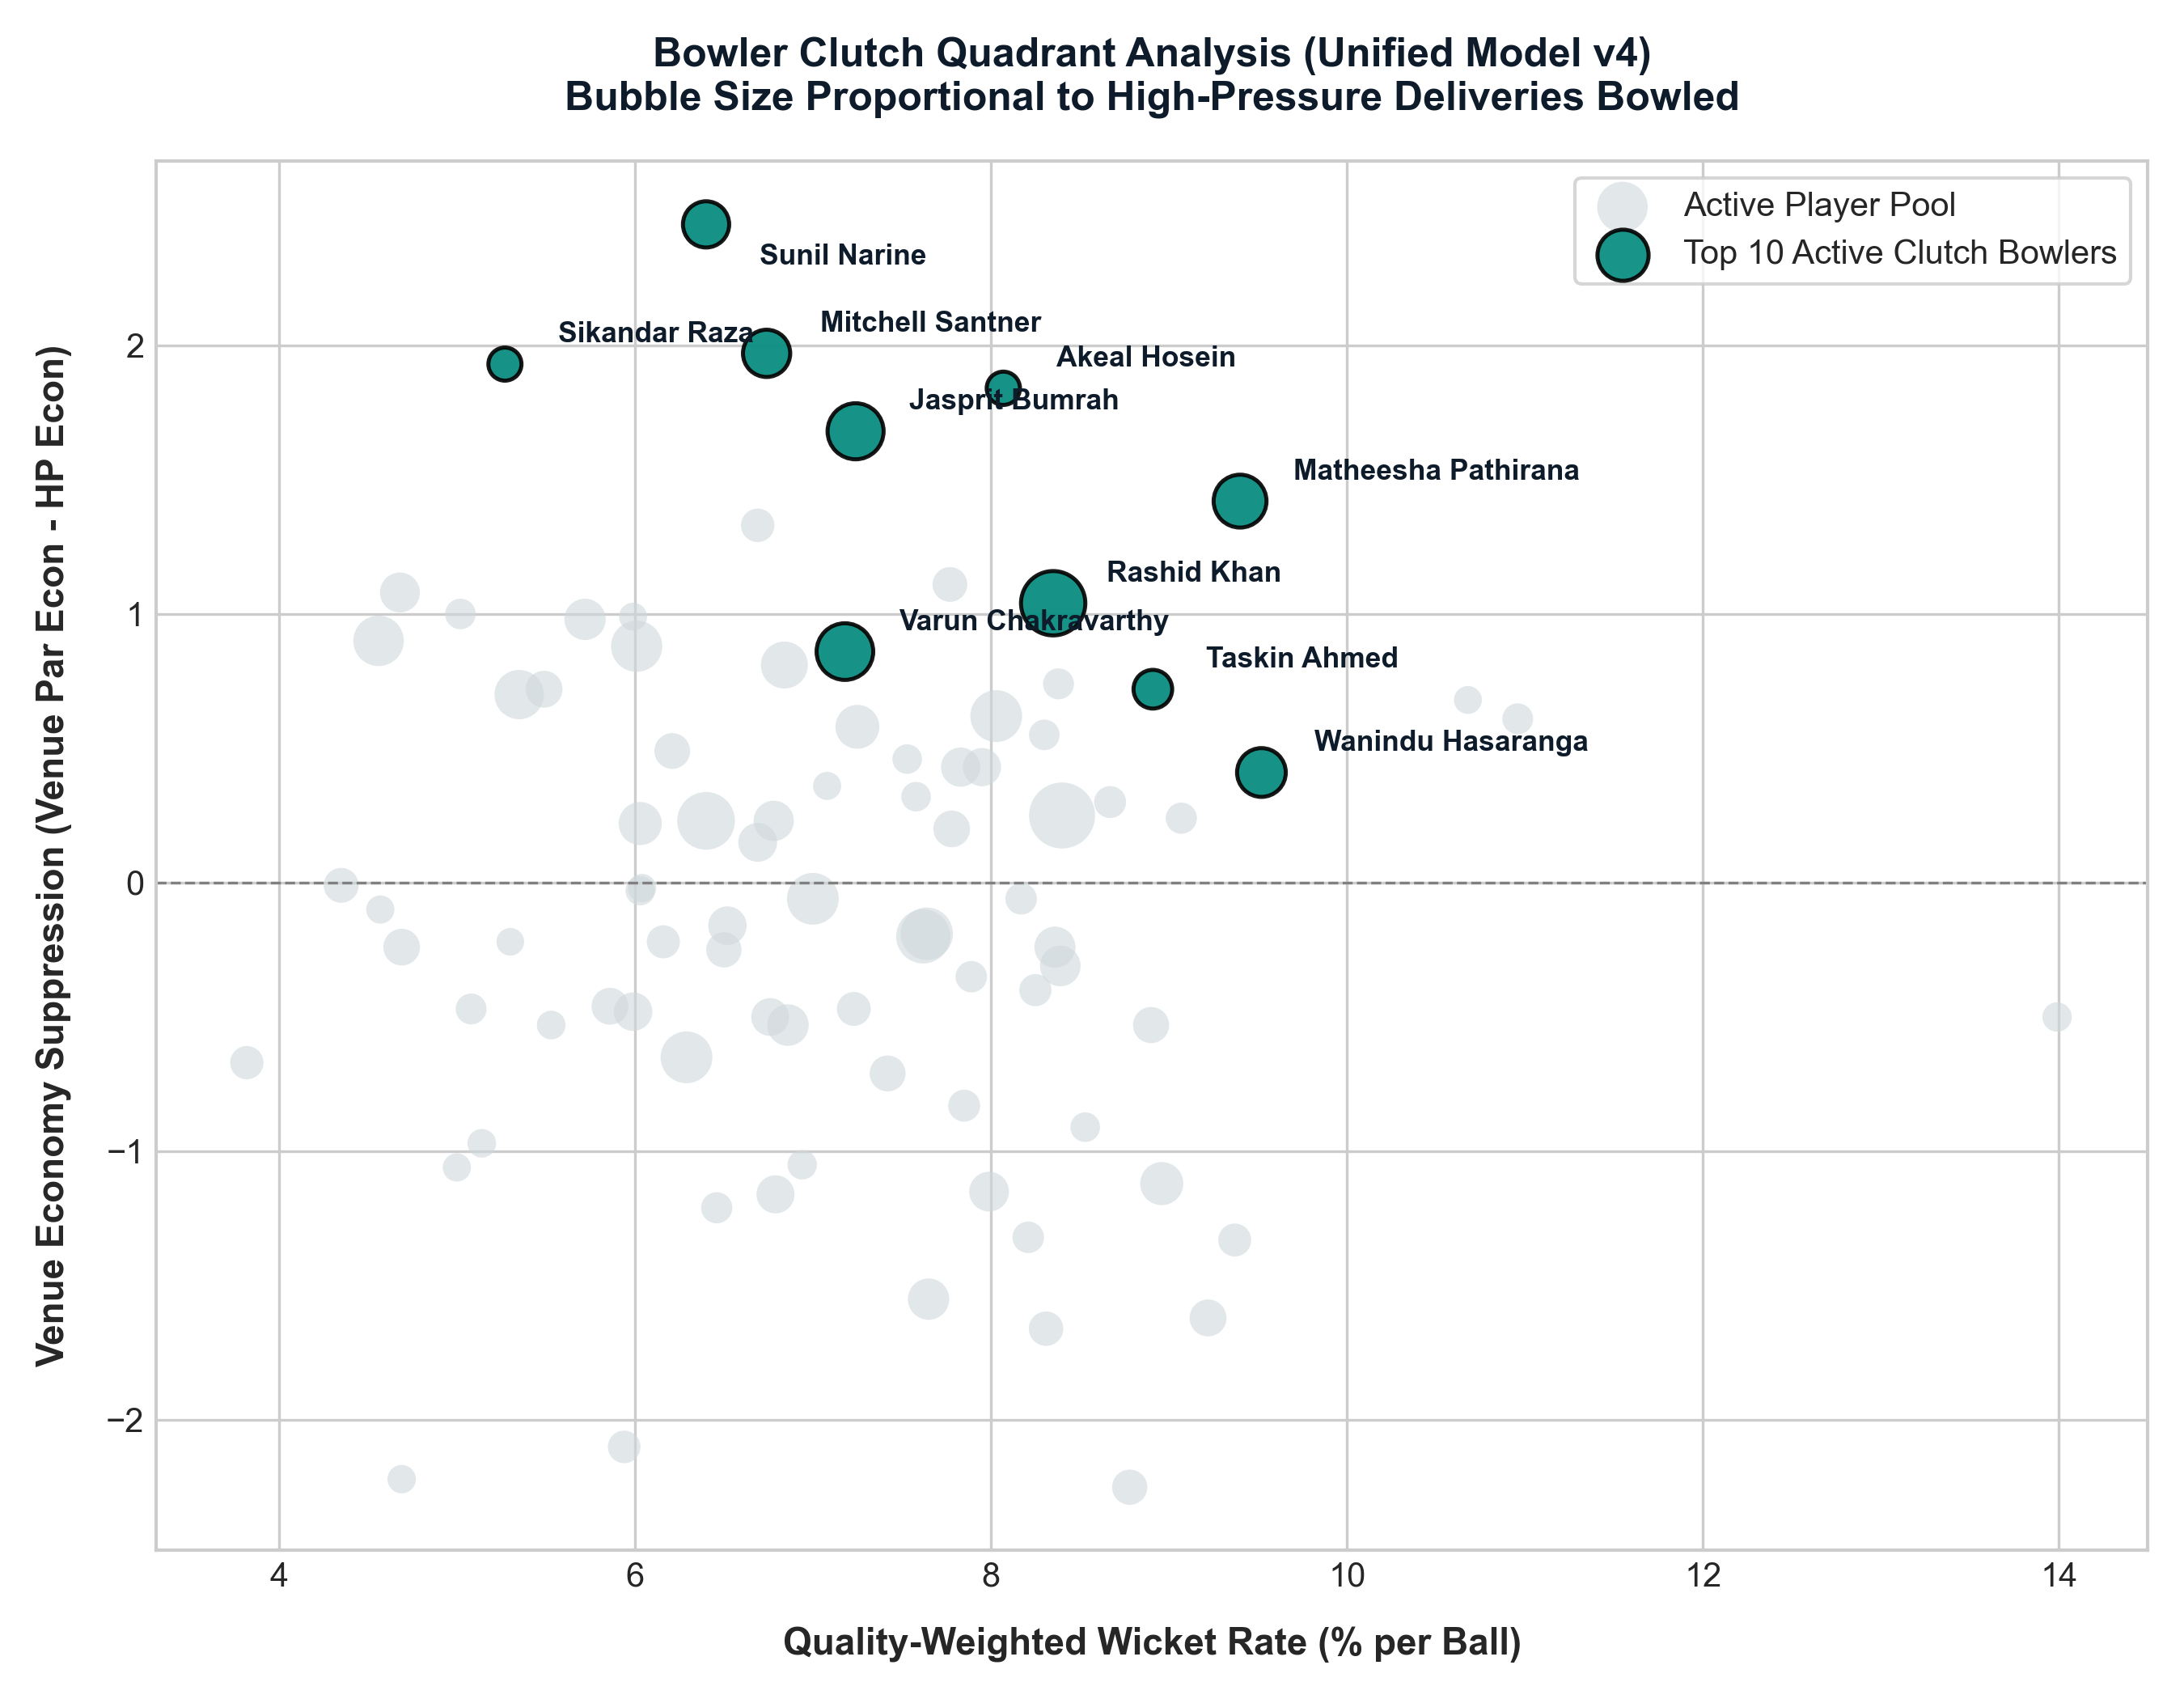 Bowler Clutch Quadrant Analysis (Unified Model v4)
Bubble Size Proportional to High-Pressure Deliveries Bowled
Active Player Pool
Top 10 Active Clutch Bowlers
Sunil Narine
Mitchell Santner
Sikandar Raza
Akeal Hosein
Jasprit Bumrah
Matheesha Pathirana
Rashid Khan
Varun Chakravarthy
Taskin Ahmed
Wanindu Hasaranga
Venue Economy Suppression (Venue Par Econ - HP Econ)
2
1
0
−1
−2
4
6
8
10
12
14
Quality-Weighted Wicket Rate (% per Ball)